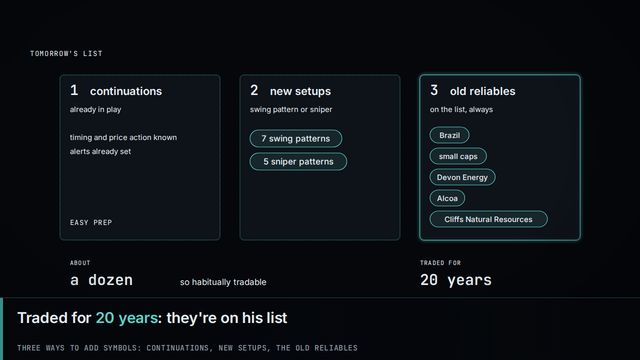 TOMORROW'S LIST
1 continuations
already in play
timing and price action known
alerts already set
EASY PREP
2 new setups
swing pattern or sniper
7 swing patterns
5 sniper patterns
3 old reliables
on the list, always
Brazil
small caps
Devon Energy
Alcoa
Cliffs Natural Resources
ABOUT
a dozen
so habitually tradable
TRADED FOR
20 years
Traded for 20 years: they're on his list
THREE WAYS TO ADD SYMBOLS: CONTINUATIONS, NEW SETUPS, THE OLD RELIABLES